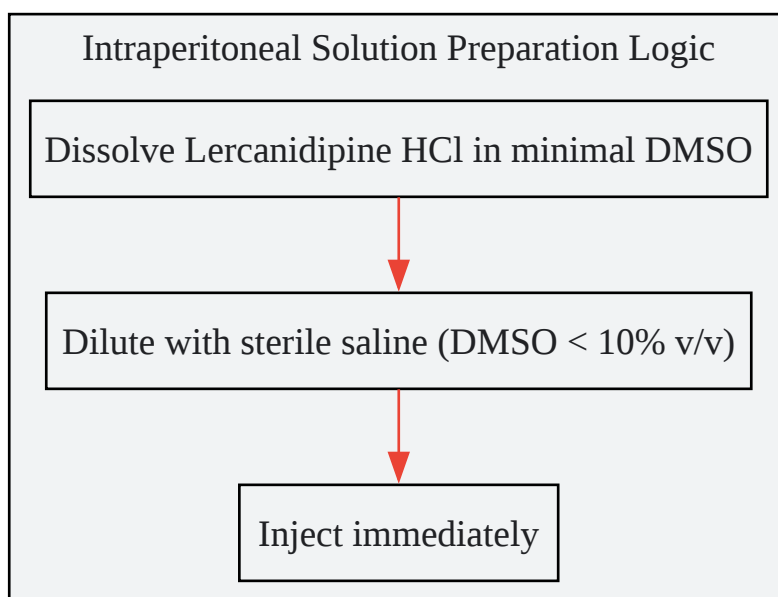 Intraperitoneal Solution Preparation Logic
Dissolve Lercanidipine HCl in minimal DMSO
Dilute with sterile saline (DMSO < 10% v/v)
Inject immediately